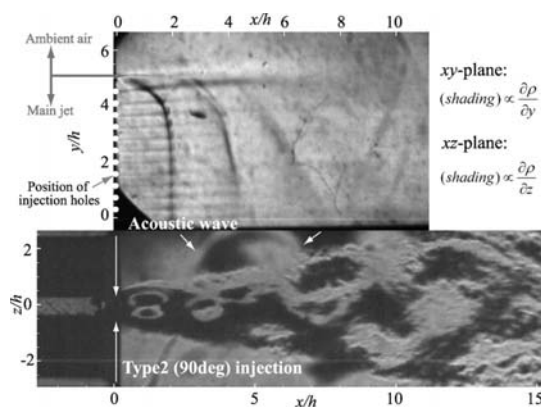 x/h
0 2 4 6 8 10
Ambient air
Main jet
6
4
2
0
y/h
Position of
injection holes
xy-plane:
(shading) ∝ ∂ρ/∂y
xz-plane:
(shading) ∝ ∂ρ/∂z
Acoustic wave
2
0
-2
z/h
Type2 (90deg) injection
0 5 10 15
x/h